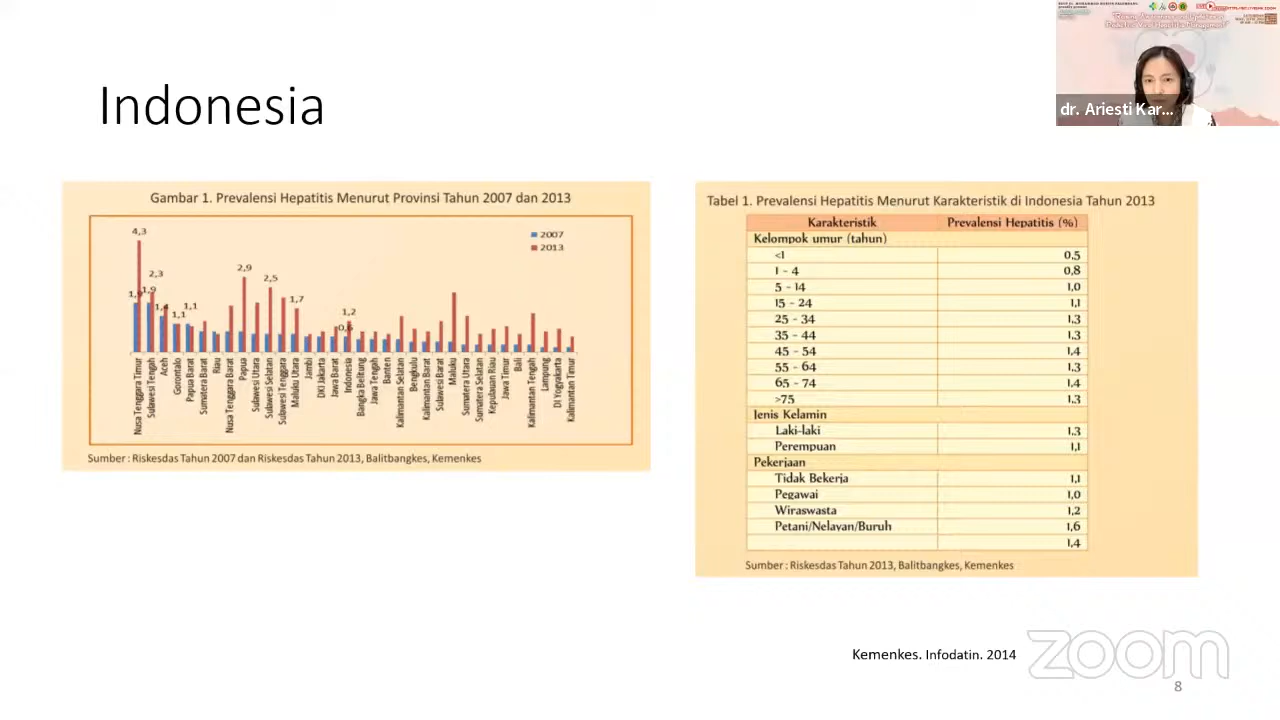 Indonesia
dr. Ariesti Kar...
Gambar 1. Prevalensi Hepatitis Menurut Provinsi Tahun 2007 dan 2013
2007
2013
4,3
1,9
2,3
1,9
1,4
1,1
1,1
2,9
2,5
1,7
1,2
0,6
Nusa Tenggara Timur
Sulawesi Tengah
Aceh
Gorontalo
Papua Barat
Sumatera Barat
Riau
Nusa Tenggara Barat
Papua
Sulawesi Utara
Sulawesi Selatan
Sulawesi Tenggara
Maluku Utara
Jambi
DKI Jakarta
Jawa Barat
Indonesia
Bangka Belitung
Jawa Tengah
Banten
Kalimantan Selatan
Bengkulu
Kalimantan Barat
Sulawesi Barat
Maluku
Sumatera Utara
Sumatera Selatan
Kepulauan Riau
Jawa Timur
Bali
Kalimantan Tengah
Lampung
DI Yogyakarta
Kalimantan Timur
Sumber : Riskesdas Tahun 2007 dan Riskesdas Tahun 2013, Balitbangkes, Kemenkes
Tabel 1. Prevalensi Hepatitis Menurut Karakteristik di Indonesia Tahun 2013
Karakteristik Prevalensi Hepatitis (%)
Kelompok umur (tahun)
<1 0,5
1 - 4 0,8
5 - 14 1,0
15 - 24 1,1
25 - 34 1,3
35 - 44 1,3
45 - 54 1,4
55 - 64 1,3
65 - 74 1,4
>75 1,3
Jenis Kelamin
Laki-laki 1,3
Perempuan 1,1
Pekerjaan
Tidak Bekerja 1,1
Pegawai 1,0
Wiraswasta 1,2
Petani/Nelayan/Buruh 1,6
1,4
Sumber : Riskesdas Tahun 2013, Balitbangkes, Kemenkes
Kemenkes. Infodatin. 2014
zoom
8